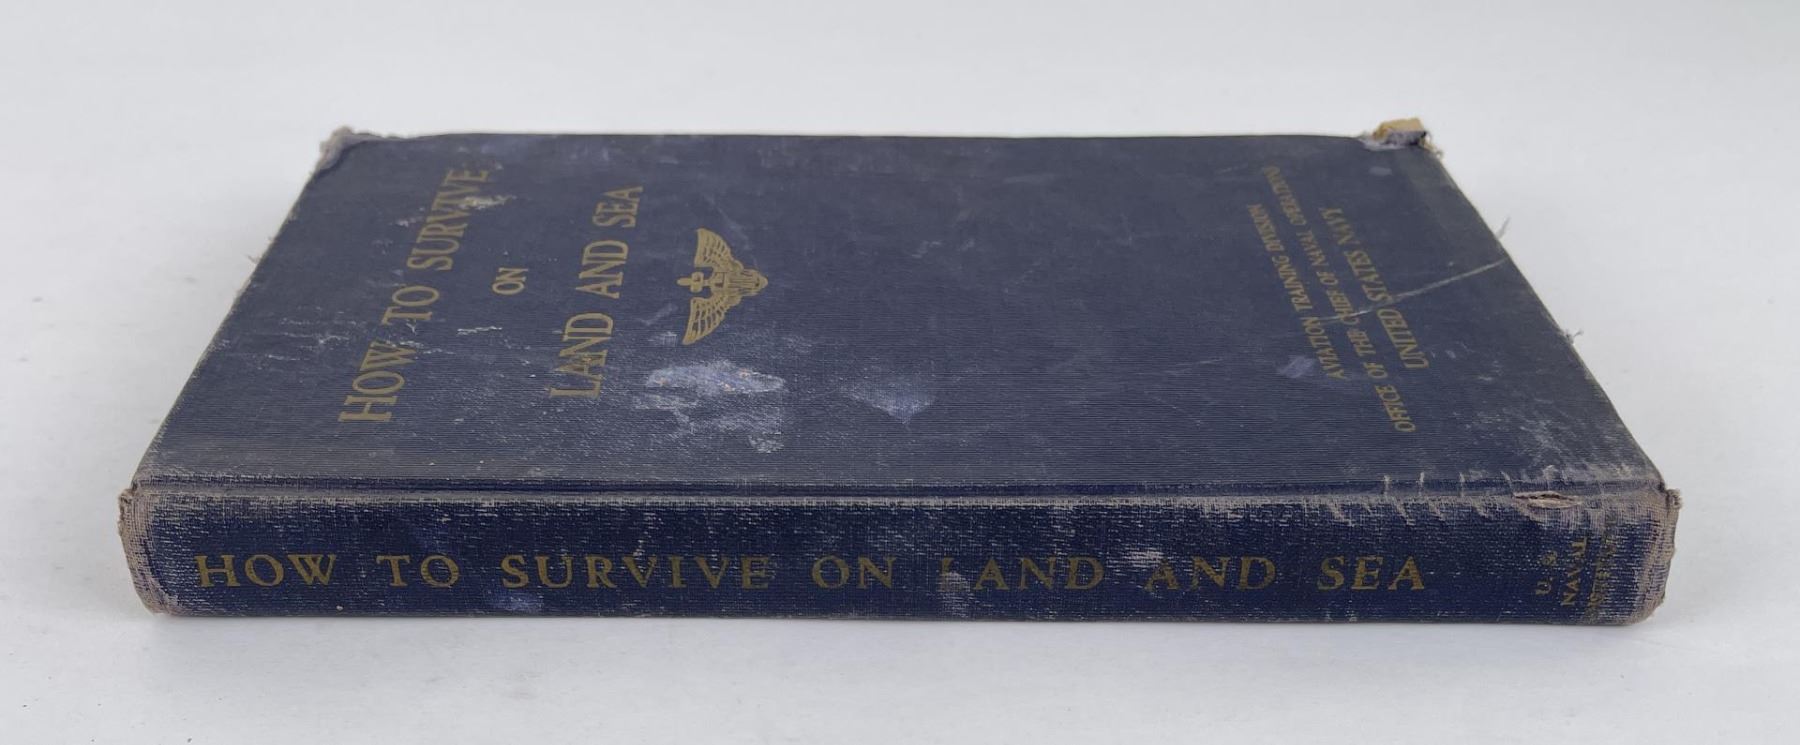 HOW TO SURVIVE
ON
LAND AND SEA
AVIATION TRAINING DIVISION
OFFICE OF THE CHIEF OF NAVAL OPERATIONS
UNITED STATES NAVY
HOW TO SURVIVE ON LAND AND SEA
U. S.
NAVAL